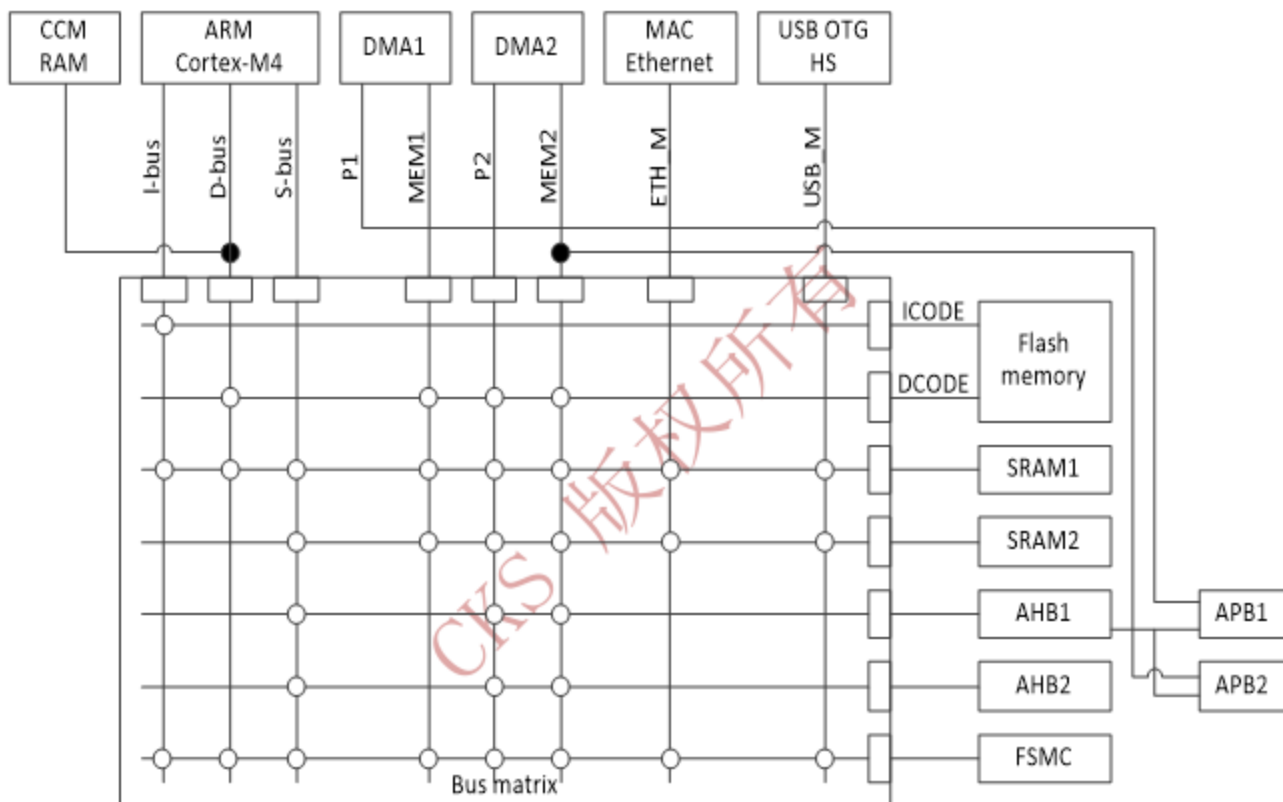 CCM
RAM
ARM
Cortex-M4
DMA1
DMA2
MAC
Ethernet
USB OTG
HS
I-bus
D-bus
S-bus
P1
MEM1
P2
MEM2
ETH_M
USB_M
ICODE
DCODE
Flash
memory
SRAM1
SRAM2
AHB1
APB1
AHB2
APB2
FSMC
Bus matrix
CKS 版权所有